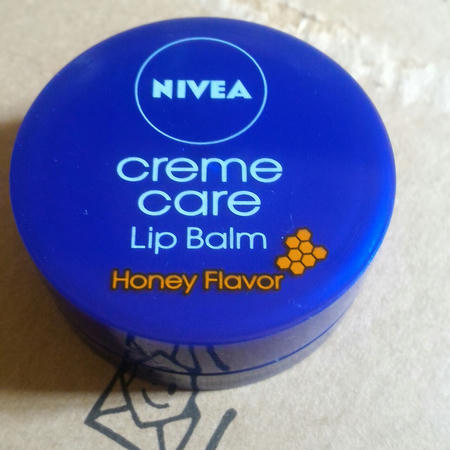 NIVEA
creme
care
Lip Balm
Honey Flavor